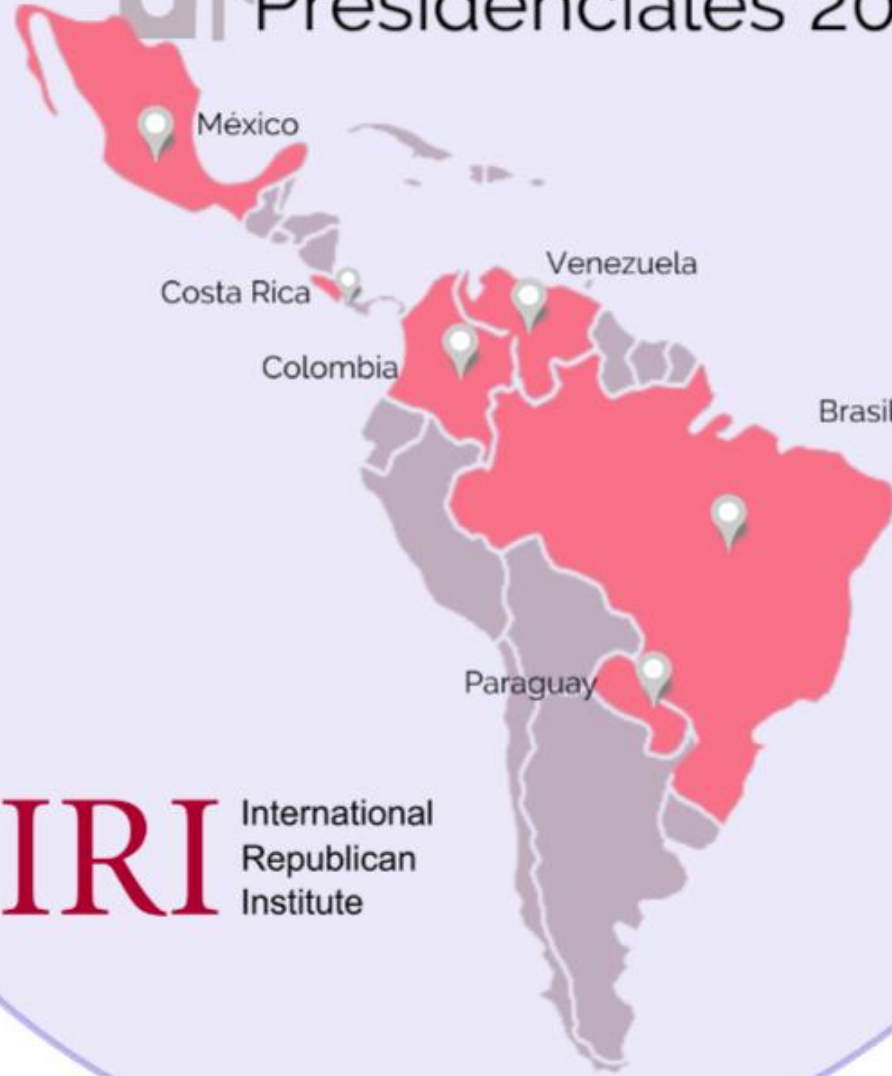 Presidenciales 20
México
Venezuela
Costa Rica
Colombia
Brasil
Paraguay
IRI
International
Republican
Institute